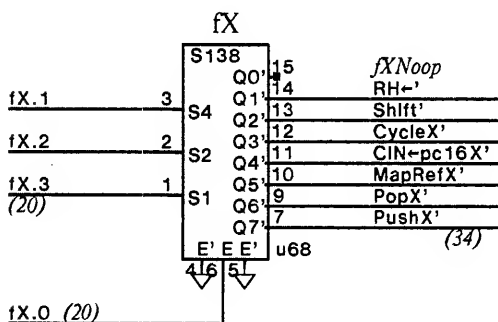 fX
S138
Q0' 15 fXNoop
Q1' 14 RH←'
fX.1 3 S4 Q2' 13 Shift'
Q3' 12 CycleX'
fX.2 2 S2 Q4' 11 CIN←pc16X'
Q5' 10 MapRefX'
fX.3 1 S1 Q6' 9 PopX'
(20) Q7' 7 PushX'
(34)
E' E E' u68
4 6 5
fX.0 (20)